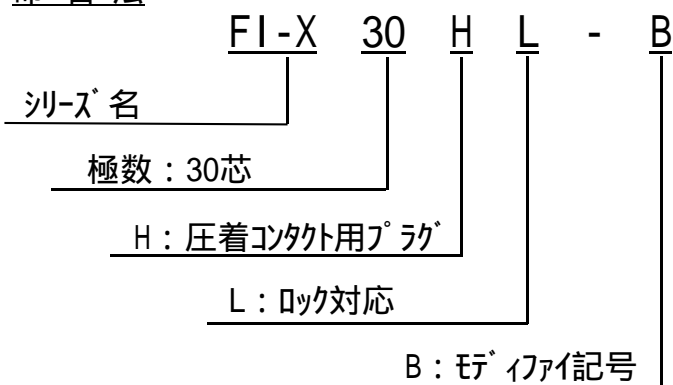 FI-X 30 H L - B
ｼﾘｰｽﾞ名
極数：30芯
H：圧着ｺﾝﾀｸﾄ用ﾌﾟﾗｸﾞ
L：ﾛｯｸ対応
B：ﾓﾃﾞｨﾌｧｲ記号